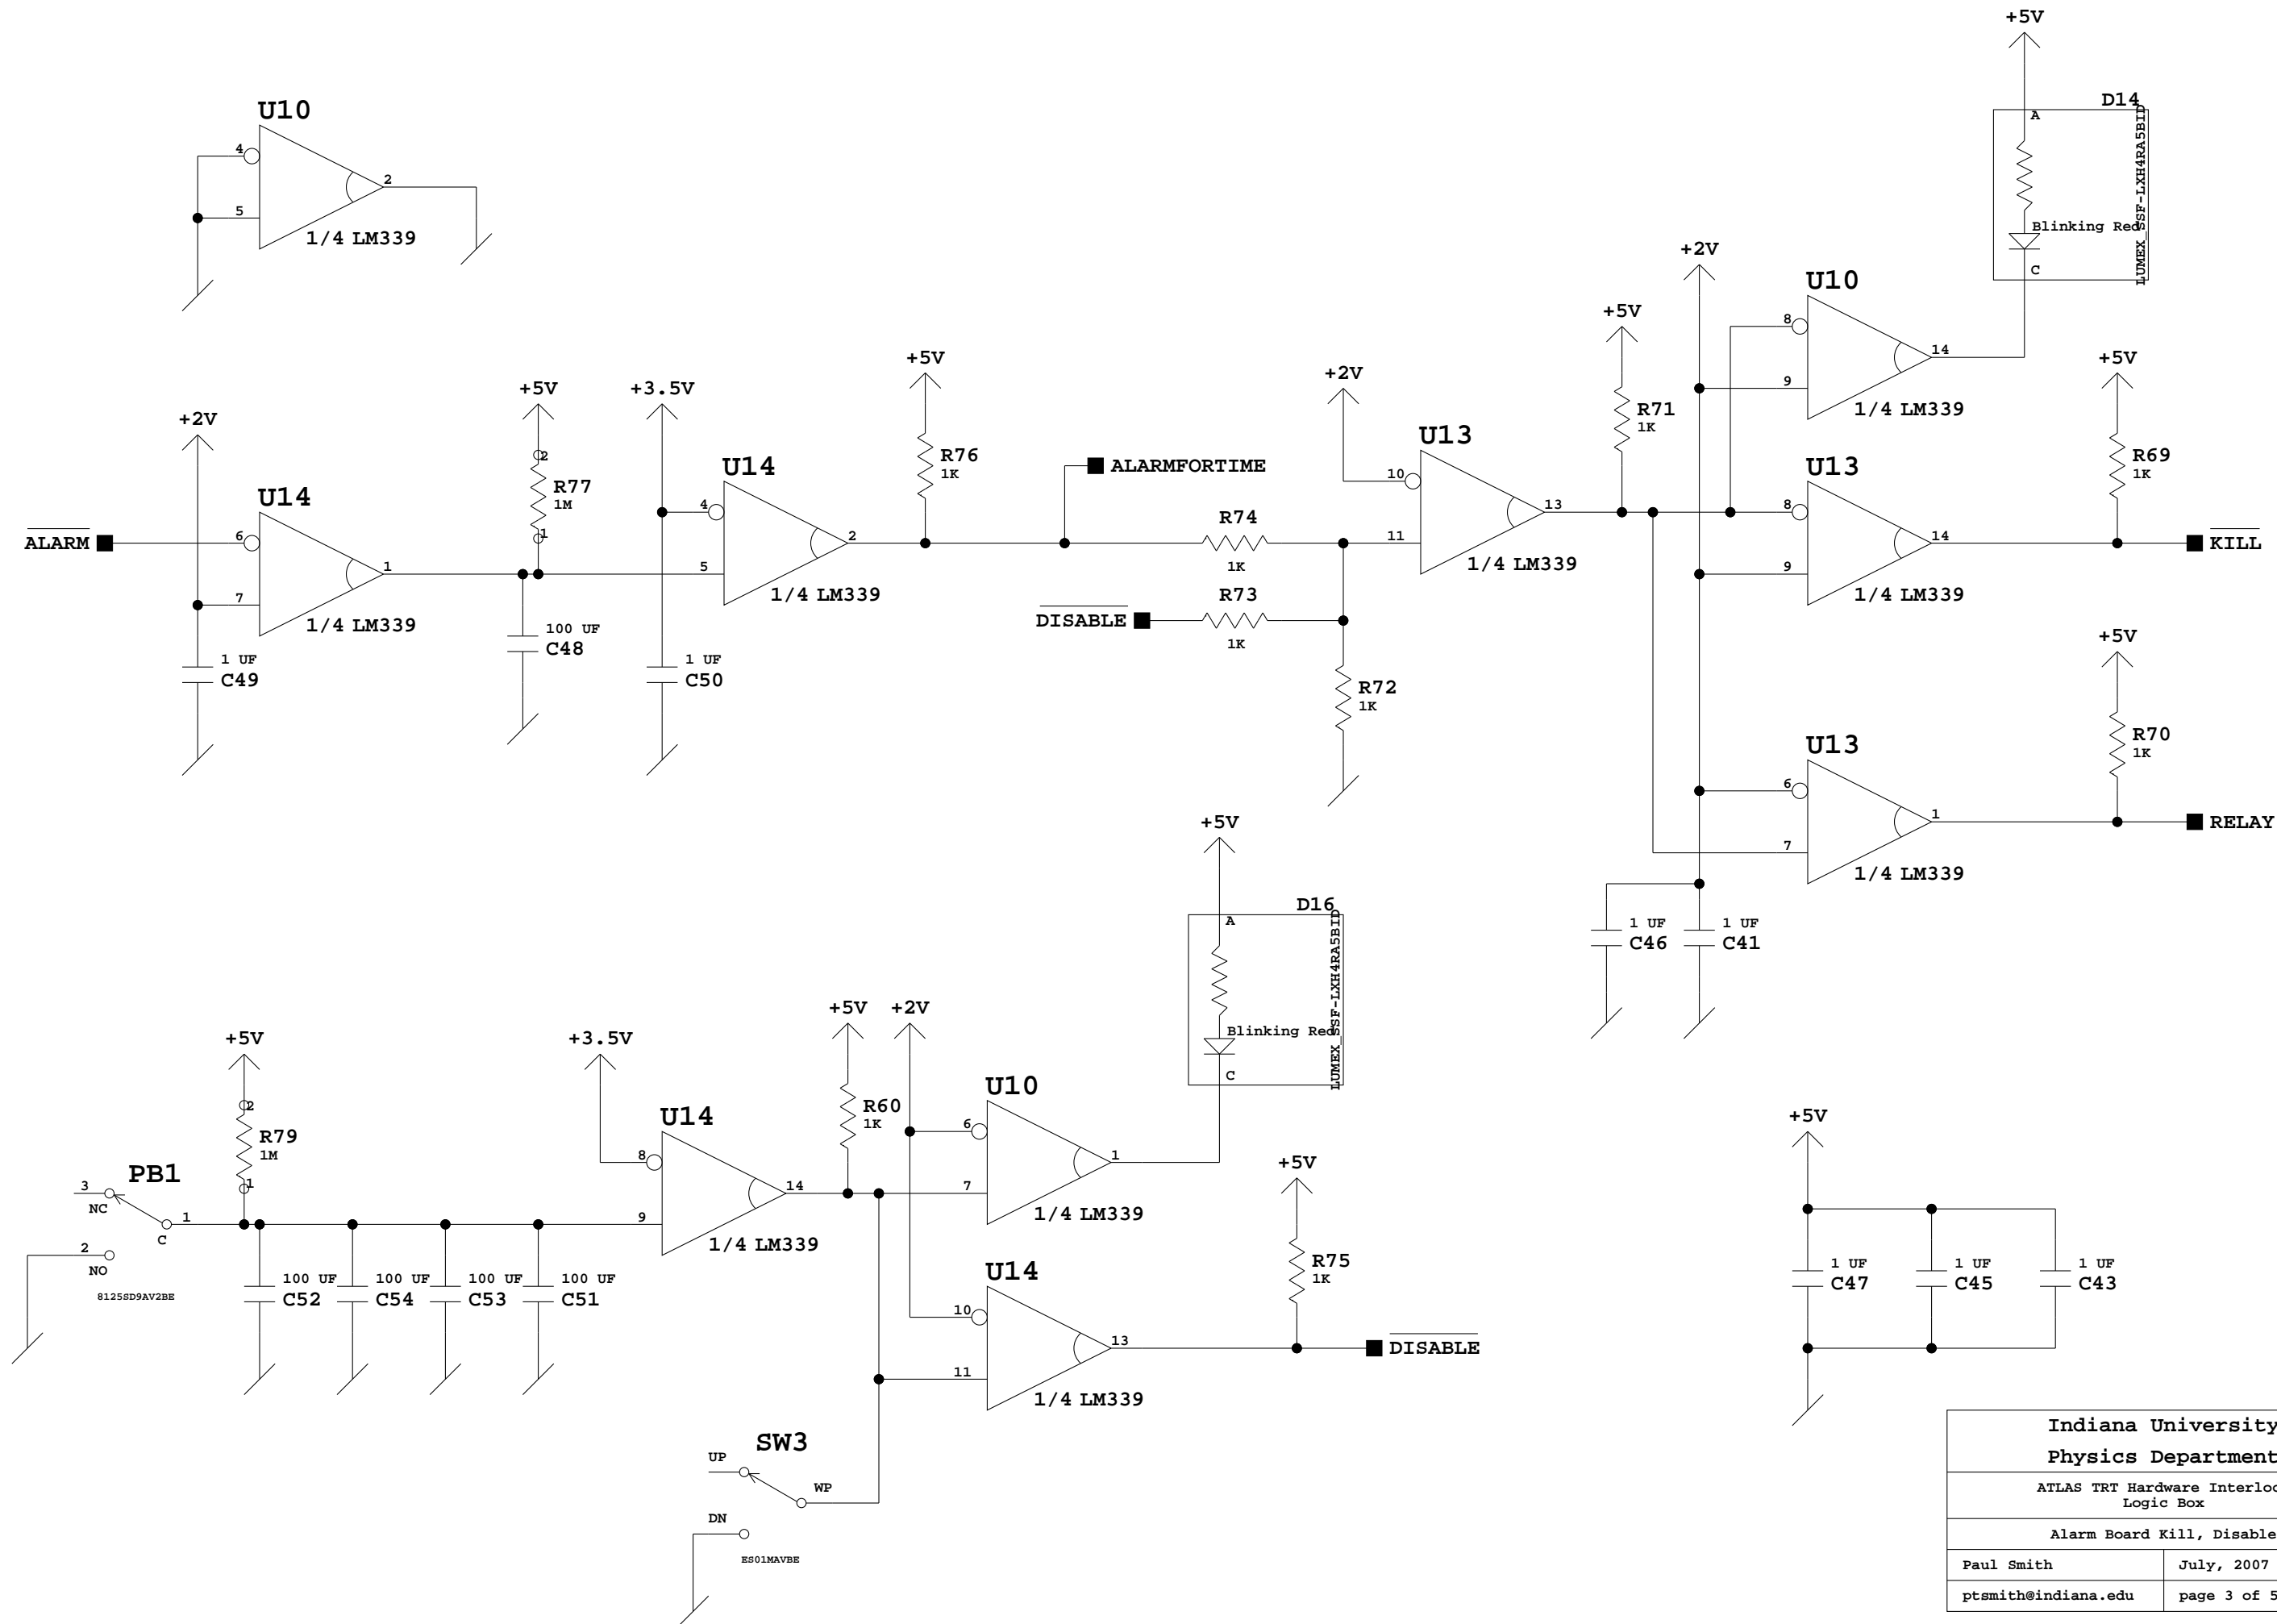 +5V
D14
A
LUMEX_SSF-LXH4RA5BID
Blinking Red
C
U10
4
5
2
1/4 LM339
+2V
U10
8
9
14
1/4 LM339
+5V
R71
1K
+5V
R69
1K
+5V
R76
1K
+2V
U13
10
11
13
1/4 LM339
U13
8
9
14
1/4 LM339
KILL
+2V
ALARM
U14
6
7
1
1/4 LM339
1 UF
C49
+5V
2
R77
1M
1
100 UF
C48
+3.5V
U14
4
5
2
1/4 LM339
1 UF
C50
ALARMFORTIME
R74
1K
DISABLE
R73
1K
R72
1K
+5V
R70
1K
U13
6
7
1
1/4 LM339
RELAY
1 UF
C46
1 UF
C41
+5V
D16
A
LUMEX_SSF-LXH4RA5BID
Blinking Red
C
+5V
2
R79
1M
1
PB1
3
NC
1
C
2
NO
8125SD9AV2BE
100 UF
C52
100 UF
C54
100 UF
C53
100 UF
C51
+3.5V
U14
8
9
14
1/4 LM339
+5V
R60
1K
+2V
U10
6
7
1
1/4 LM339
U14
10
11
13
1/4 LM339
+5V
R75
1K
DISABLE
SW3
UP
WP
DN
ES01MAVBE
+5V
1 UF
C47
1 UF
C45
1 UF
C43
Indiana University
Physics Department
ATLAS TRT Hardware Interloc
Logic Box
Alarm Board Kill, Disable
Paul Smith
July, 2007
ptsmith@indiana.edu
page 3 of 5